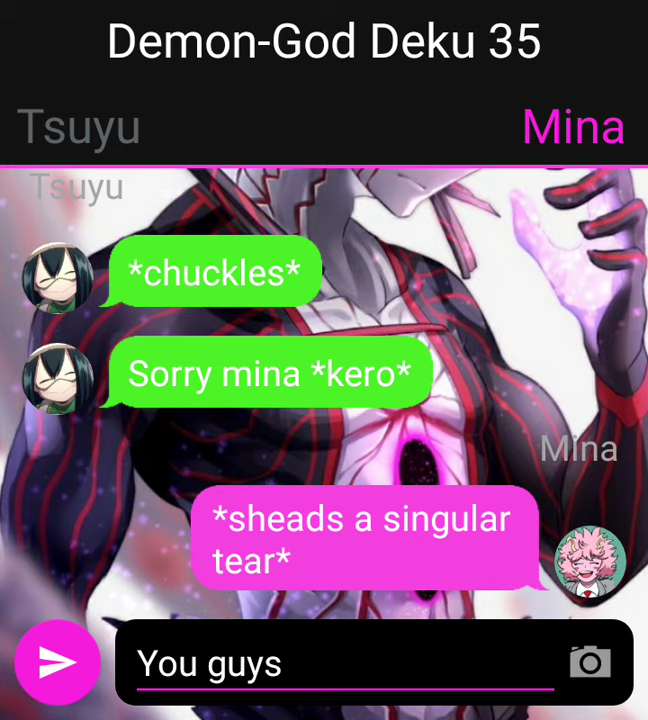 Demon-God Deku 35
Tsuyu
Mina
Tsuyu
*chuckles*
Sorry mina *kero*
Mina
*sheads a singular
tear*
You guys